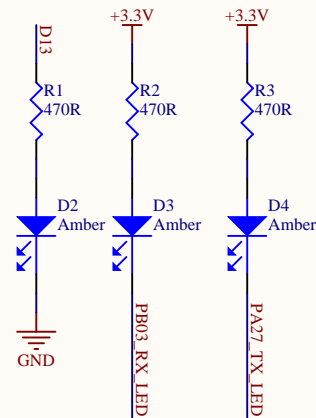 +3.3V
+3.3V
D13
R1
470R
R2
470R
R3
470R
D2
Amber
D3
Amber
D4
Amber
GND
PB03_RX_LED
PA27_TX_LED